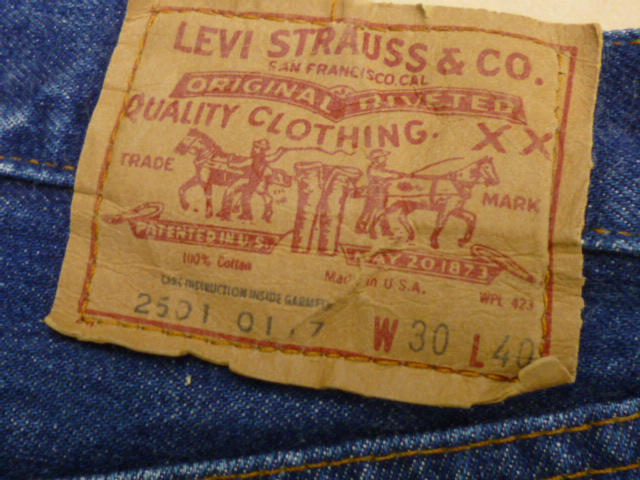 LEVI STRAUSS & CO.
SAN FRANCISCO, CAL
ORIGINAL RIVETED
QUALITY CLOTHING. XX
TRADE MARK
PATENTED IN U.S. MAY 20, 1873
100% Cotton Made in U.S.A. WPL 423
CARE INSTRUCTION INSIDE GARMENT
2501 W 30 L 40